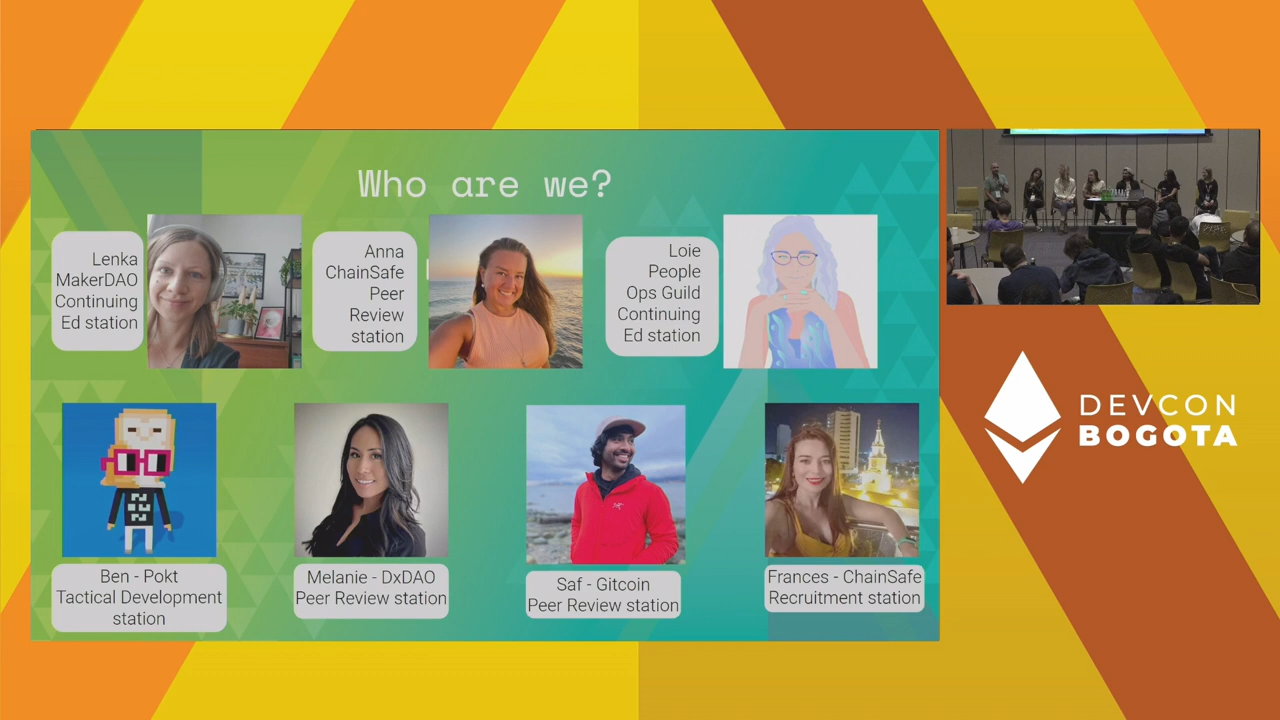 Who are we?
Lenka
MakerDAO
Continuing
Ed station
Anna
ChainSafe
Peer
Review
station
Loie
People
Ops Guild
Continuing
Ed station
Ben - Pokt
Tactical Development
station
Melanie - DxDAO
Peer Review station
Saf - Gitcoin
Peer Review station
Frances - ChainSafe
Recruitment station
DEVCON
BOGOTA